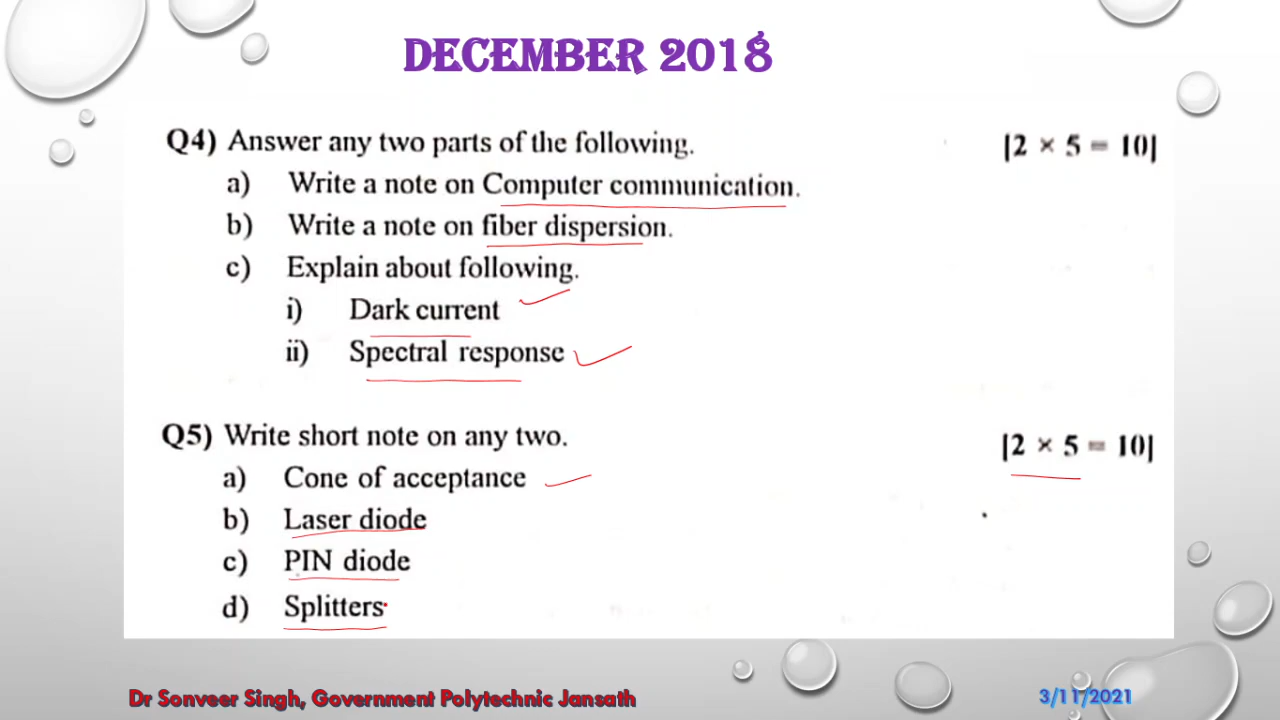 DECEMBER 2018
Q4) Answer any two parts of the following. [2 × 5 = 10]
a) Write a note on Computer communication.
b) Write a note on fiber dispersion.
c) Explain about following.
i) Dark current
ii) Spectral response
Q5) Write short note on any two. [2 × 5 = 10]
a) Cone of acceptance
b) Laser diode
c) PIN diode
d) Splitters
Dr Sonveer Singh, Government Polytechnic Jansath 3/11/2021